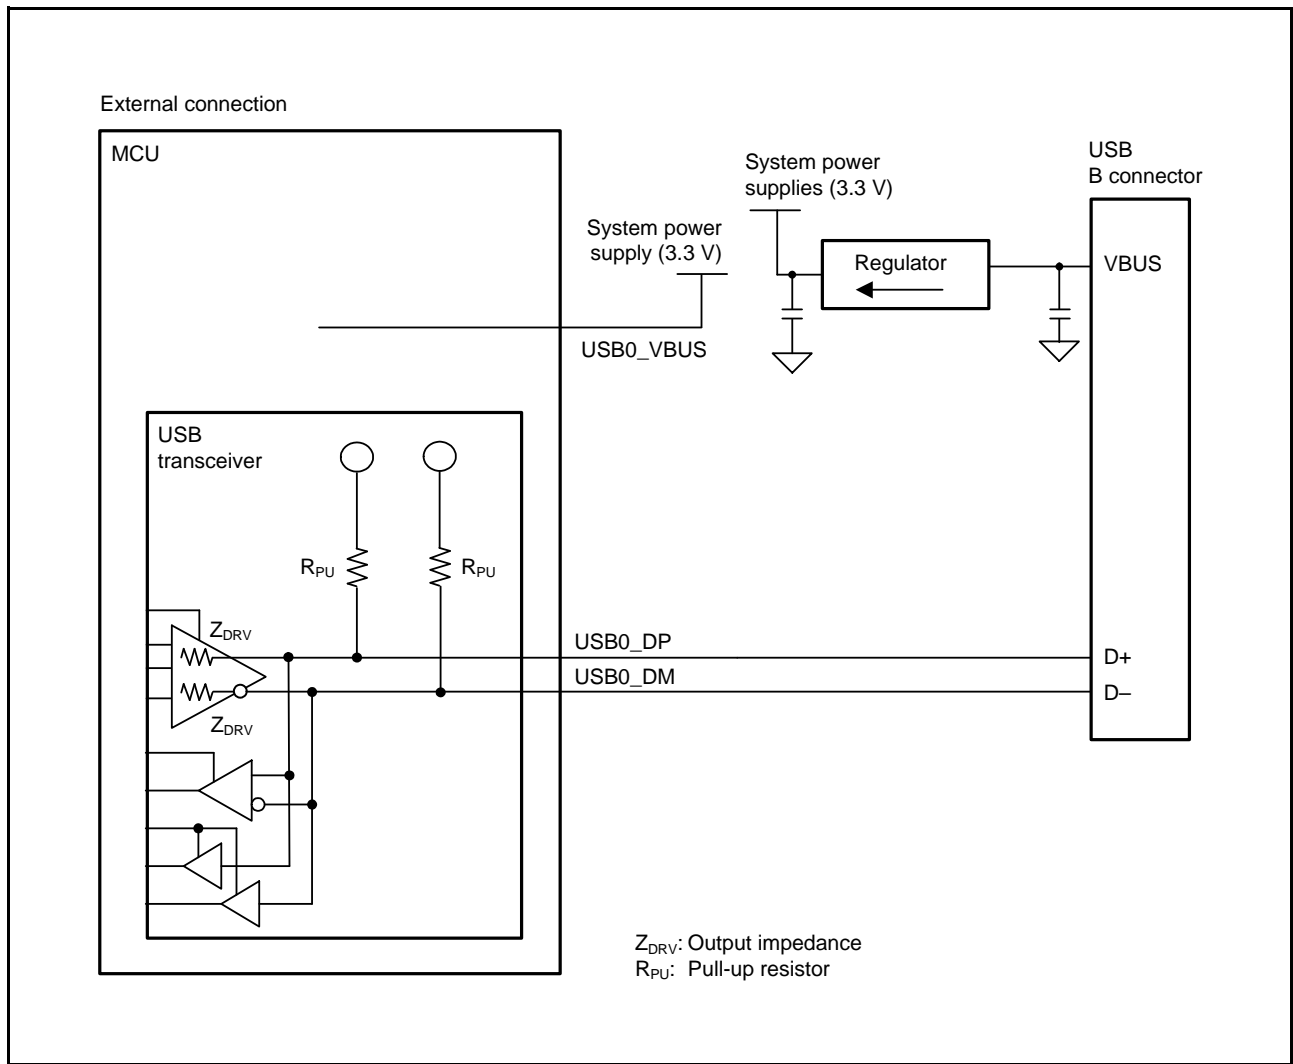 External connection
MCU
USB
B connector
System power
supplies (3.3 V)
System power
supply (3.3 V)
Regulator
VBUS
USB0_VBUS
USB
transceiver
RPU
RPU
ZDRV
USB0_DP
D+
USB0_DM
D–
ZDRV
ZDRV: Output impedance
RPU: Pull-up resistor